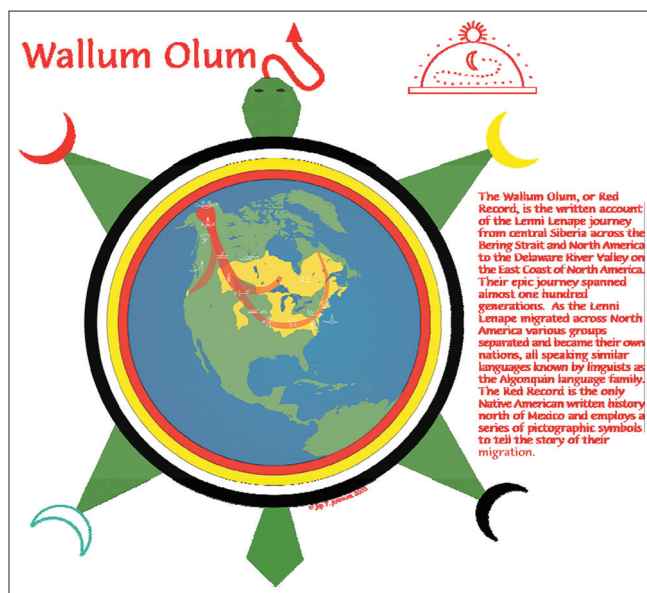 Wallum Olum
The Wallum Olum, or Red
Record, is the written account
of the Lenni Lenape journey
from central Siberia across the
Bering Strait and North America
to the Delaware River Valley on
the East Coast of North America.
Their epic journey spanned
almost one hundred
generations. As the Lenni
Lenape migrated across North
America various groups
separated and became their own
nations, all speaking similar
languages known by linguists as
the Algonquin language family.
The Red Record is the only
Native American written history
north of Mexico and employs a
series of pictographic symbols
to tell the story of their
migration.